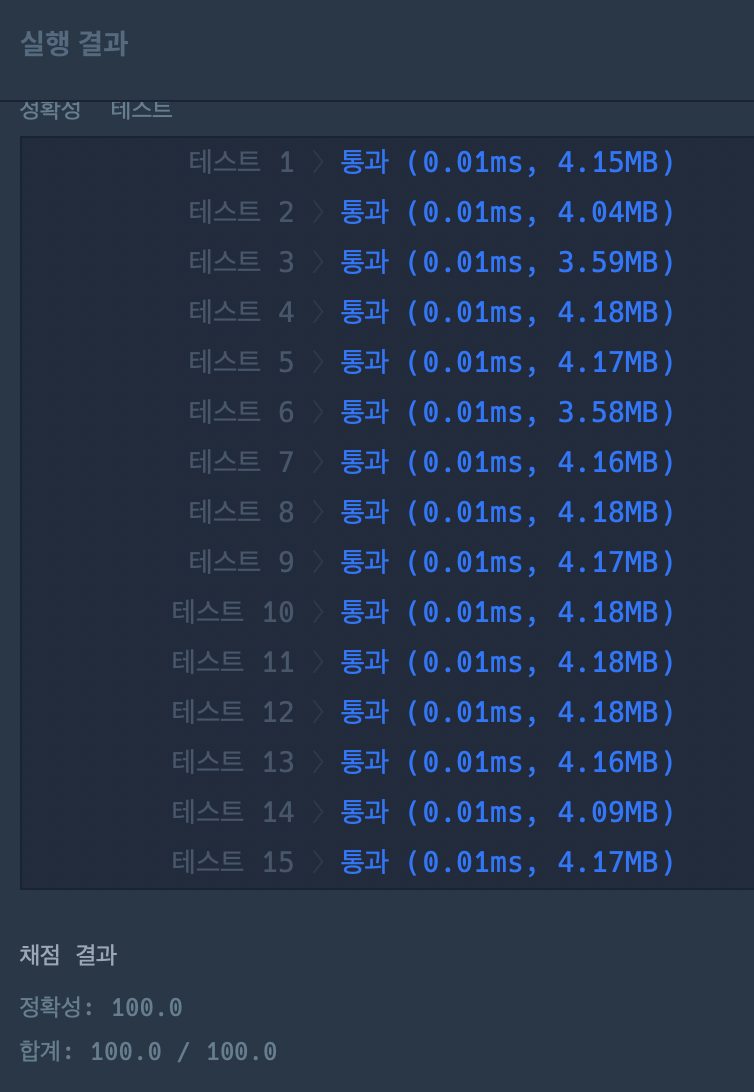 실행 결과
정확성 테스트
테스트 1 〉 통과 (0.01ms, 4.15MB)
테스트 2 〉 통과 (0.01ms, 4.04MB)
테스트 3 〉 통과 (0.01ms, 3.59MB)
테스트 4 〉 통과 (0.01ms, 4.18MB)
테스트 5 〉 통과 (0.01ms, 4.17MB)
테스트 6 〉 통과 (0.01ms, 3.58MB)
테스트 7 〉 통과 (0.01ms, 4.16MB)
테스트 8 〉 통과 (0.01ms, 4.18MB)
테스트 9 〉 통과 (0.01ms, 4.17MB)
테스트 10 〉 통과 (0.01ms, 4.18MB)
테스트 11 〉 통과 (0.01ms, 4.18MB)
테스트 12 〉 통과 (0.01ms, 4.18MB)
테스트 13 〉 통과 (0.01ms, 4.16MB)
테스트 14 〉 통과 (0.01ms, 4.09MB)
테스트 15 〉 통과 (0.01ms, 4.17MB)
채점 결과
정확성: 100.0
합계: 100.0 / 100.0